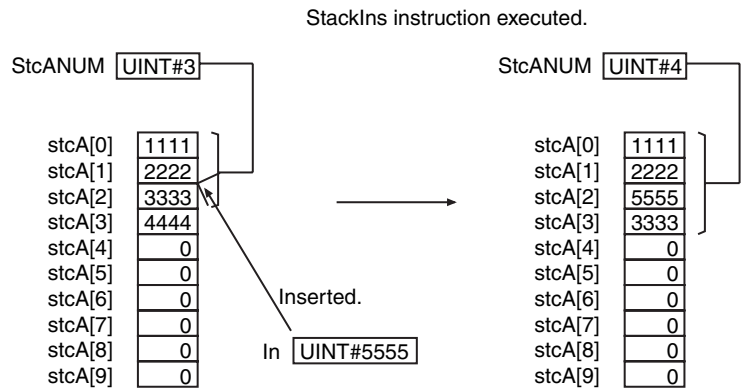 StackIns instruction executed.
StcANUM UINT#3
stcA[0] 1111
stcA[1] 2222
stcA[2] 3333
stcA[3] 4444
stcA[4] 0
stcA[5] 0
stcA[6] 0
stcA[7] 0
stcA[8] 0
stcA[9] 0
Inserted.
In UINT#5555
StcANUM UINT#4
stcA[0] 1111
stcA[1] 2222
stcA[2] 5555
stcA[3] 3333
stcA[4] 0
stcA[5] 0
stcA[6] 0
stcA[7] 0
stcA[8] 0
stcA[9] 0